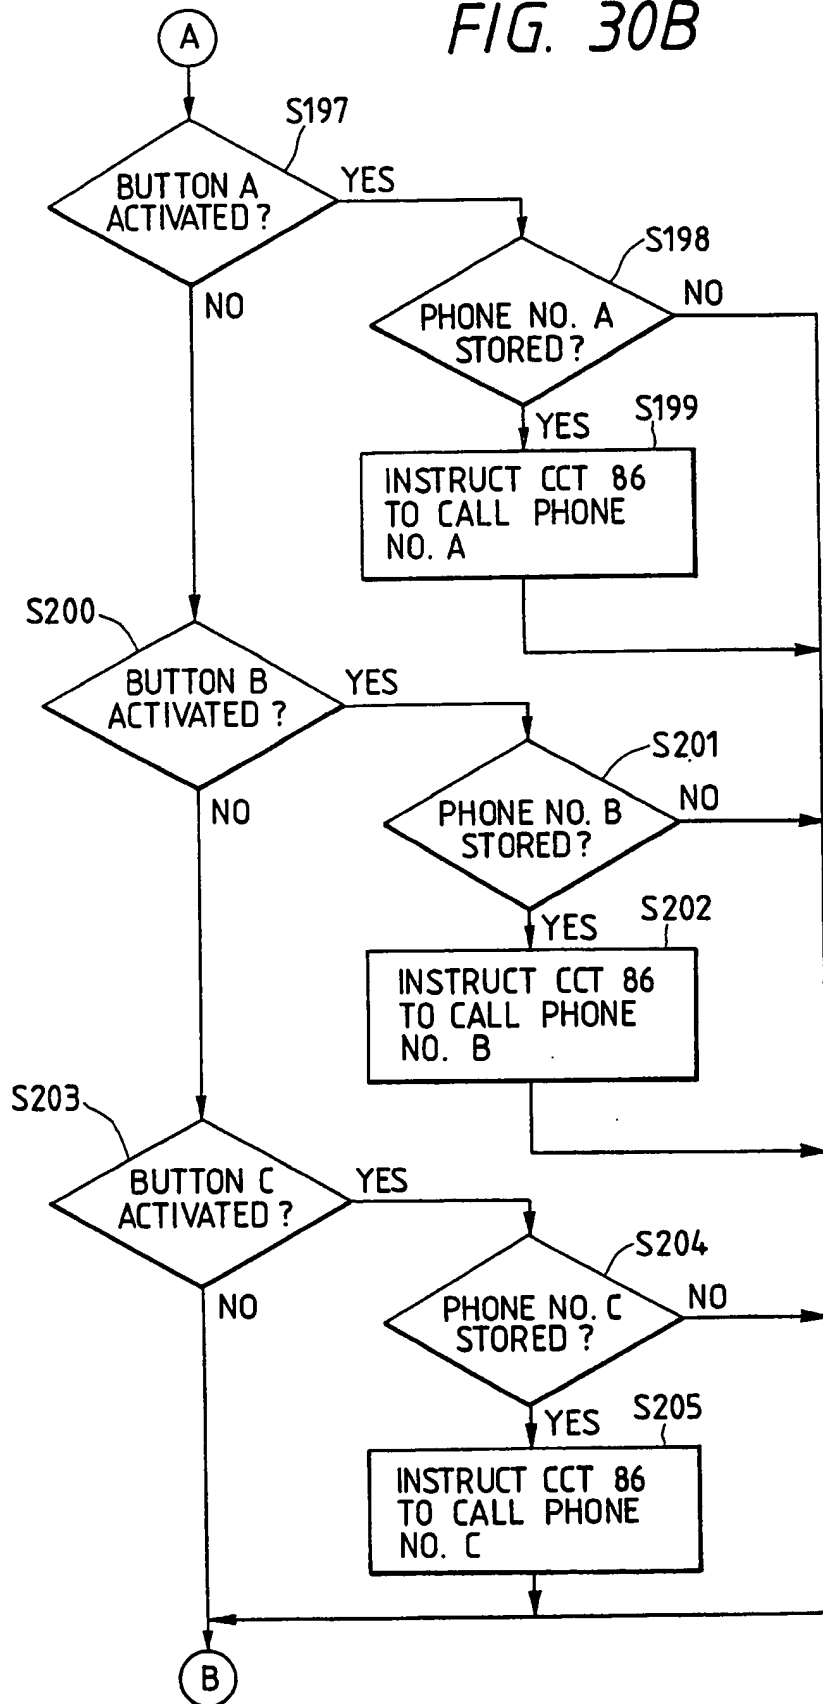 FIG. 30B
A
S197
BUTTON A
ACTIVATED?
YES
NO
S198
PHONE NO. A
STORED?
NO
YES
S199
INSTRUCT CCT 86
TO CALL PHONE
NO. A
S200
BUTTON B
ACTIVATED?
YES
NO
S201
PHONE NO. B
STORED?
NO
YES
S202
INSTRUCT CCT 86
TO CALL PHONE
NO. B
S203
BUTTON C
ACTIVATED?
YES
NO
S204
PHONE NO. C
STORED?
NO
YES
S205
INSTRUCT CCT 86
TO CALL PHONE
NO. C
B